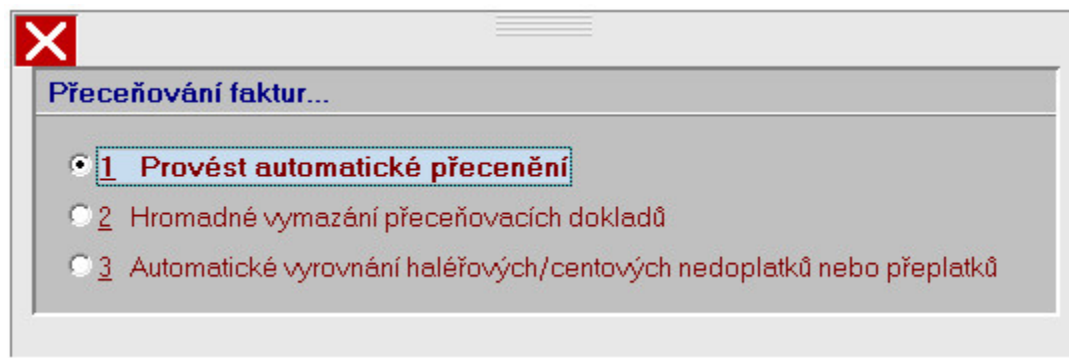 Přeceňování faktur...
1 Provést automatické přecenění
2 Hromadné vymazání přeceňovacích dokladů
3 Automatické vyrovnání haléřových/centových nedoplatků nebo přeplatků